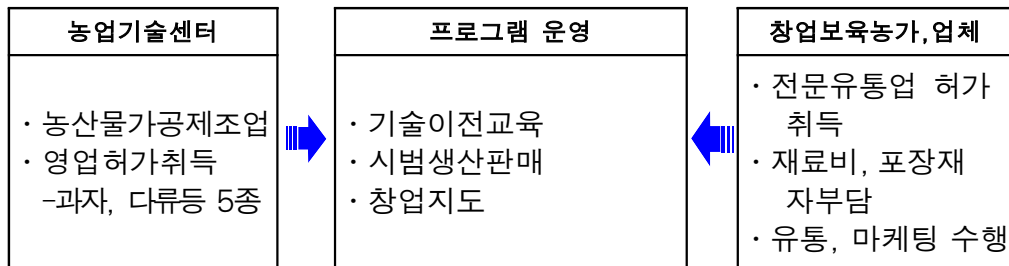 농업기술센터
· 농산물가공제조업
· 영업허가취득
-과자, 다류등 5종
프로그램 운영
· 기술이전교육
· 시범생산판매
· 창업지도
창업보육농가,업체
· 전문유통업 허가
취득
· 재료비, 포장재
자부담
· 유통, 마케팅 수행